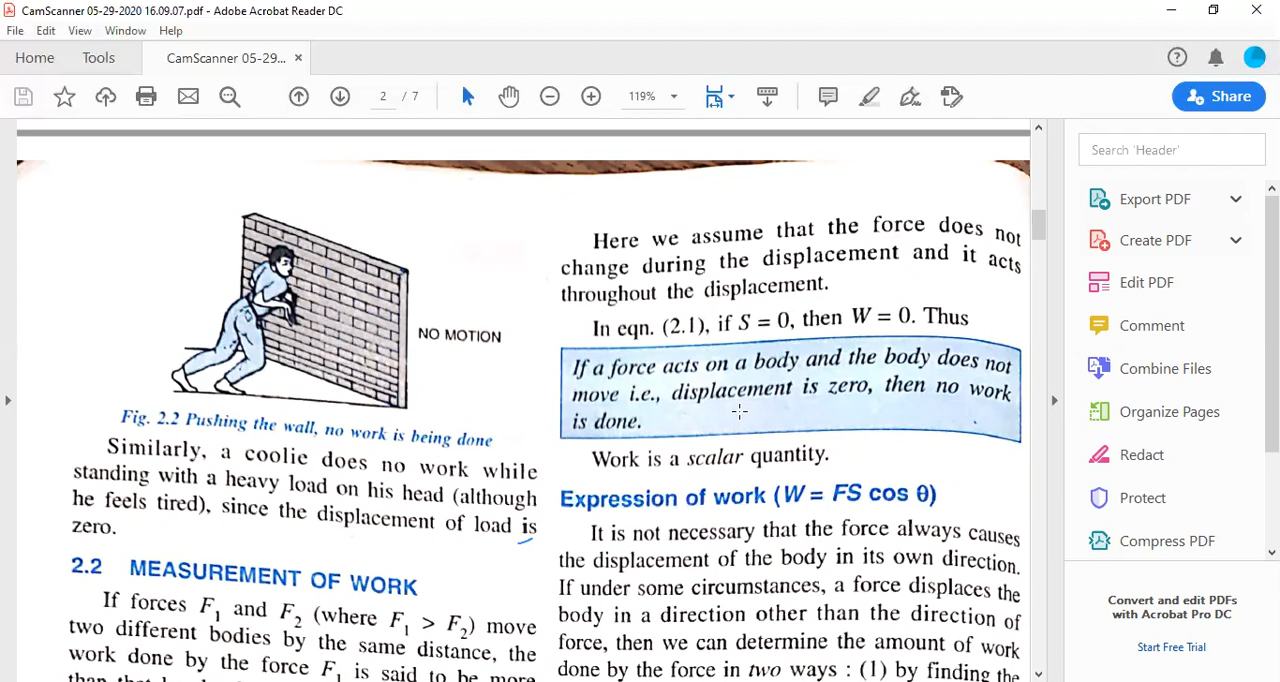 CamScanner 05-29-2020 16.09.07.pdf - Adobe Acrobat Reader DC
File Edit View Window Help
Home Tools CamScanner 05-29... ×
2 / 7 119% Share
Search 'Header'
Export PDF
Create PDF
Edit PDF
Comment
Combine Files
Organize Pages
Redact
Protect
Compress PDF
Convert and edit PDFs
with Acrobat Pro DC
Start Free Trial
NO MOTION
Fig. 2.2 Pushing the wall, no work is being done
Similarly, a coolie does no work while
standing with a heavy load on his head (although
he feels tired), since the displacement of load is
zero.
2.2 MEASUREMENT OF WORK
If forces F₁ and F₂ (where F₁ > F₂) move
two different bodies by the same distance, the
work done by the force F₁ is said to be more
Here we assume that the force does not
change during the displacement and it acts
throughout the displacement.
In eqn. (2.1), if S = 0, then W = 0. Thus
If a force acts on a body and the body does not
move i.e., displacement is zero, then no work
is done.
Work is a scalar quantity.
Expression of work (W = FS cos θ)
It is not necessary that the force always causes
the displacement of the body in its own direction.
If under some circumstances, a force displaces the
body in a direction other than the direction of
force, then we can determine the amount of work
done by the force in two ways : (1) by finding the